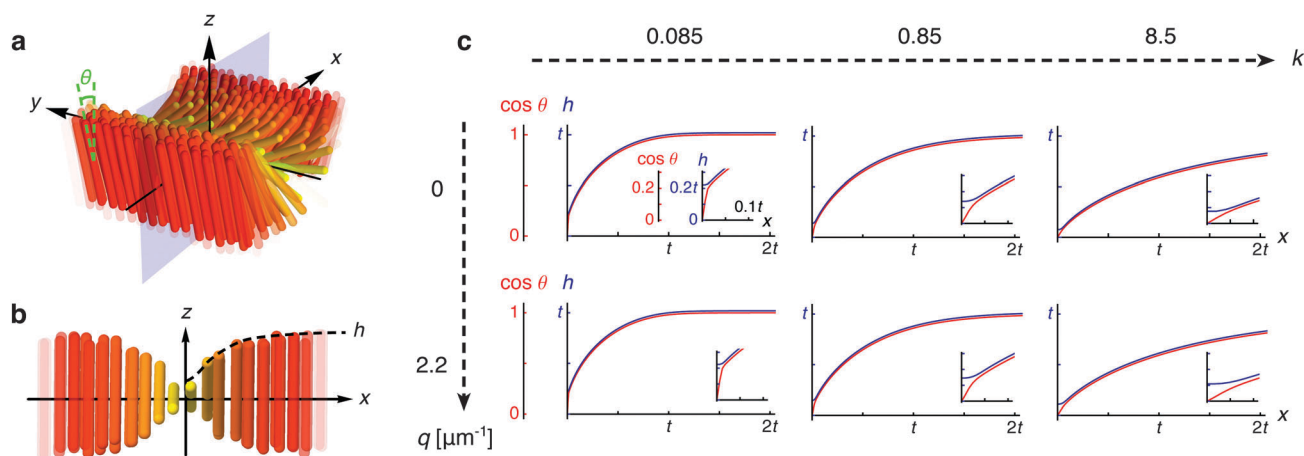 a
z
x
y
θ
b
z
h
x
c
0.085 0.85 8.5
k
cos θ h
1 t
0
cos θ h
0.2 0.2t
0 0
0.1t
x
t 2t
t
t 2t
t
t 2t
x
0
cos θ h
1 t
0
t 2t
t
t 2t
t
t 2t
x
2.2
q [μm⁻¹]